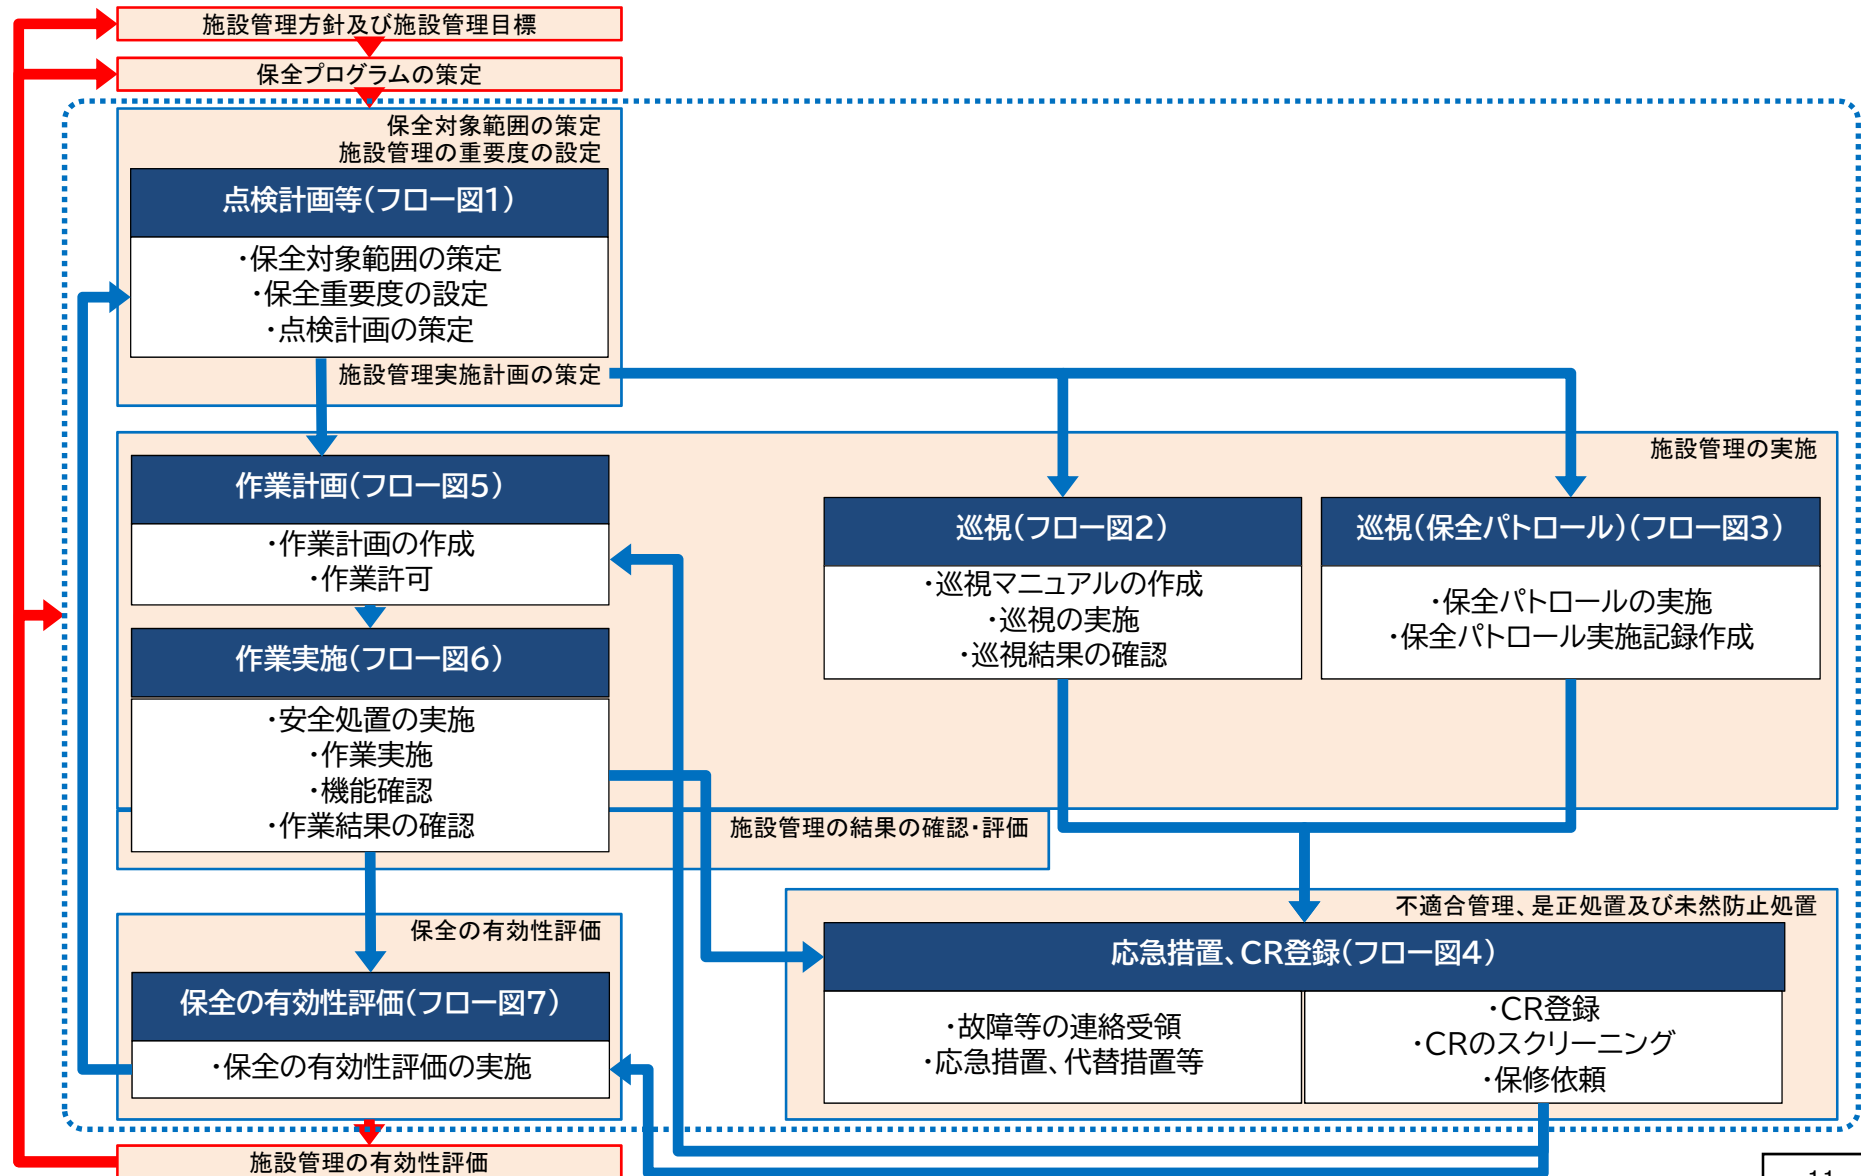 施設管理方針及び施設管理目標
保全プログラムの策定
保全対象範囲の策定
施設管理の重要度の設定
点検計画等(フロー図1)
・保全対象範囲の策定
・保全重要度の設定
・点検計画の策定
施設管理実施計画の策定
施設管理の実施
作業計画(フロー図5)
・作業計画の作成
・作業許可
巡視(フロー図2)
・巡視マニュアルの作成
・巡視の実施
・巡視結果の確認
巡視(保全パトロール)(フロー図3)
・保全パトロールの実施
・保全パトロール実施記録作成
作業実施(フロー図6)
・安全処置の実施
・作業実施
・機能確認
・作業結果の確認
施設管理の結果の確認・評価
不適合管理、是正処置及び未然防止処置
応急措置、CR登録(フロー図4)
・故障等の連絡受領
・応急措置、代替措置等
・CR登録
・CRのスクリーニング
・保修依頼
保全の有効性評価
保全の有効性評価(フロー図7)
・保全の有効性評価の実施
施設管理の有効性評価
11